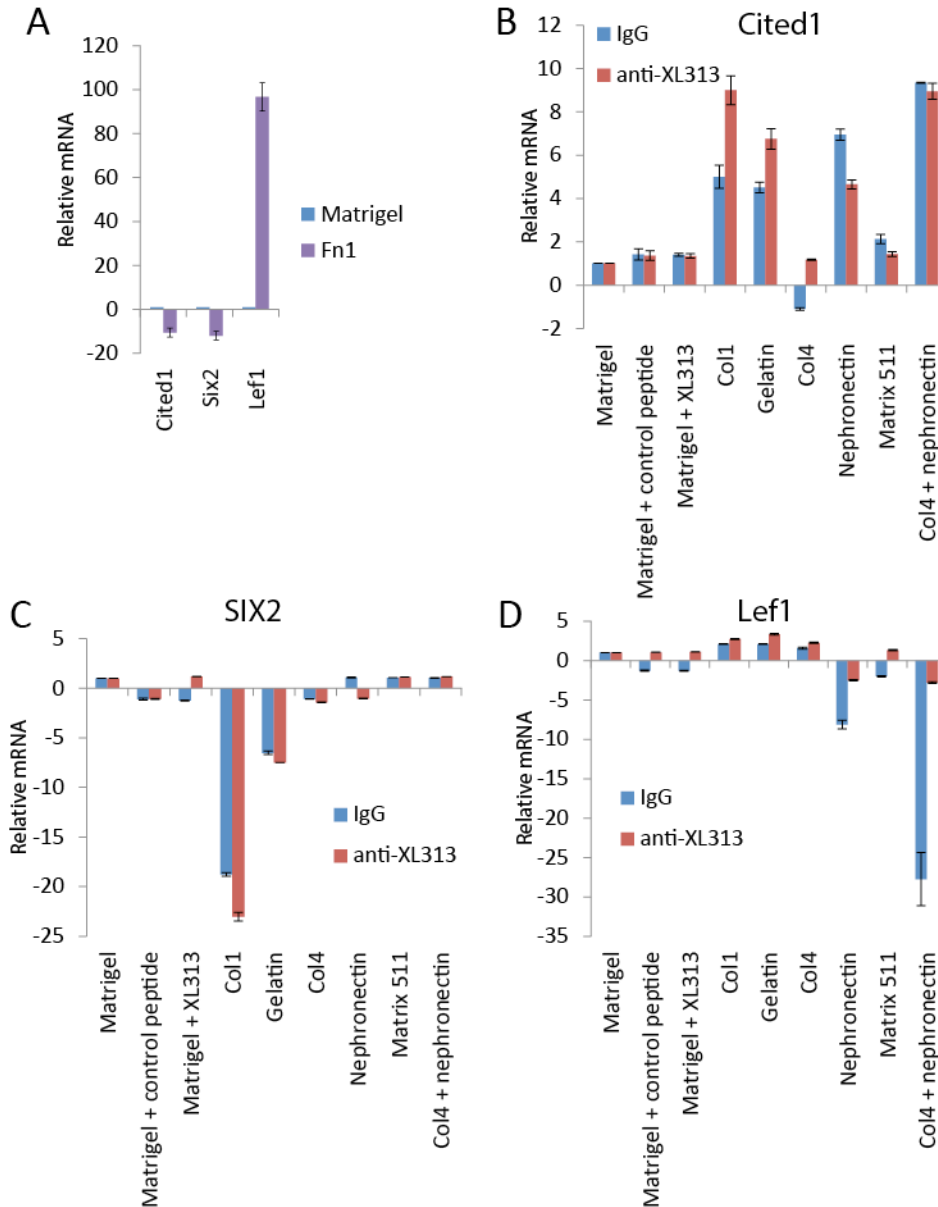 A
120
100
80
60
40
20
0
-20
Relative mRNA
Cited1
Six2
Lef1
Matrigel
Fn1
B
Cited1
IgG
anti-XL313
12
10
8
6
4
2
0
-2
Relative mRNA
Matrigel
Matrigel + control peptide
Matrigel + XL313
Col1
Gelatin
Col4
Nephronectin
Matrix 511
Col4 + nephronectin
C
SIX2
5
0
-5
-10
-15
-20
-25
Relative mRNA
IgG
anti-XL313
Matrigel
Matrigel + control peptide
Matrigel + XL313
Col1
Gelatin
Col4
Nephronectin
Matrix 511
Col4 + nephronectin
D
Lef1
5
0
-5
-10
-15
-20
-25
-30
-35
Relative mRNA
IgG
anti-XL313
Matrigel
Matrigel + control peptide
Matrigel + XL313
Col1
Gelatin
Col4
Nephronectin
Matrix 511
Col4 + nephronectin